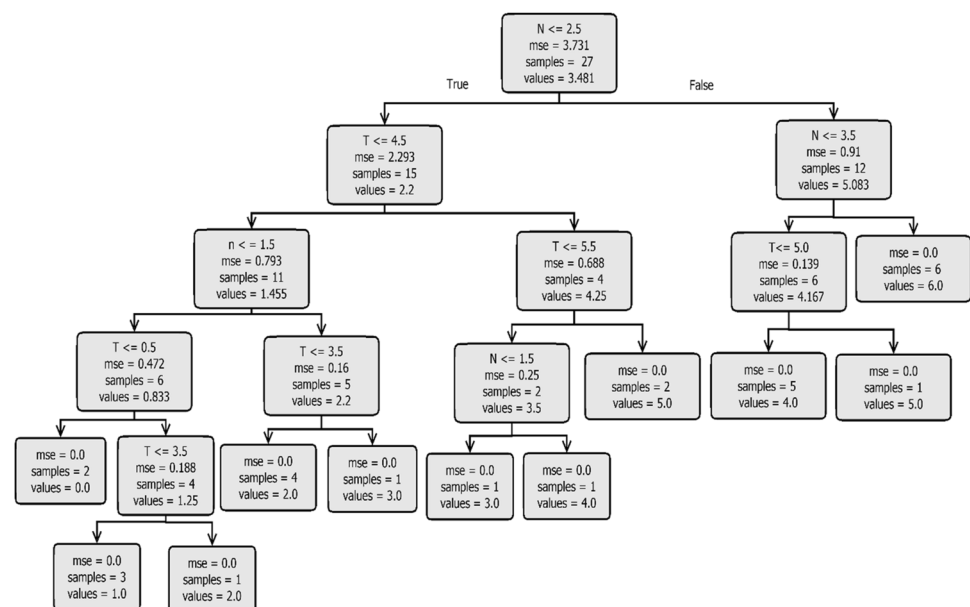 N <= 2.5
mse = 3.731
samples = 27
values = 3.481
True
False
T <= 4.5
mse = 2.293
samples = 15
values = 2.2
N <= 3.5
mse = 0.91
samples = 12
values = 5.083
n <= 1.5
mse = 0.793
samples = 11
values = 1.455
T <= 5.5
mse = 0.688
samples = 4
values = 4.25
T<= 5.0
mse = 0.139
samples = 6
values = 4.167
mse = 0.0
samples = 6
values = 6.0
T <= 0.5
mse = 0.472
samples = 6
values = 0.833
T <= 3.5
mse = 0.16
samples = 5
values = 2.2
N <= 1.5
mse = 0.25
samples = 2
values = 3.5
mse = 0.0
samples = 2
values = 5.0
mse = 0.0
samples = 5
values = 4.0
mse = 0.0
samples = 1
values = 5.0
mse = 0.0
samples = 2
values = 0.0
T <= 3.5
mse = 0.188
samples = 4
values = 1.25
mse = 0.0
samples = 4
values = 2.0
mse = 0.0
samples = 1
values = 3.0
mse = 0.0
samples = 1
values = 3.0
mse = 0.0
samples = 1
values = 4.0
mse = 0.0
samples = 3
values = 1.0
mse = 0.0
samples = 1
values = 2.0